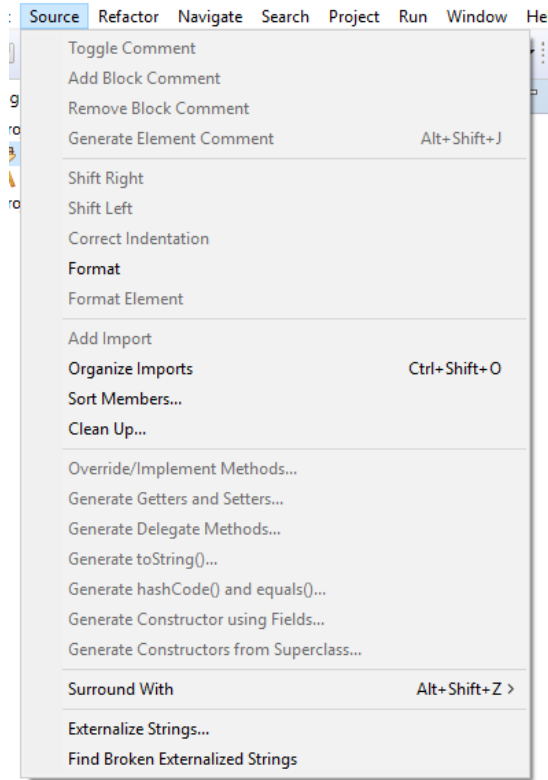 Source Refactor Navigate Search Project Run Window He
Toggle Comment
Add Block Comment
Remove Block Comment
Generate Element Comment Alt+Shift+J
Shift Right
Shift Left
Correct Indentation
Format
Format Element
Add Import
Organize Imports Ctrl+Shift+O
Sort Members...
Clean Up...
Override/Implement Methods...
Generate Getters and Setters...
Generate Delegate Methods...
Generate toString()...
Generate hashCode() and equals()...
Generate Constructor using Fields...
Generate Constructors from Superclass...
Surround With Alt+Shift+Z >
Externalize Strings...
Find Broken Externalized Strings